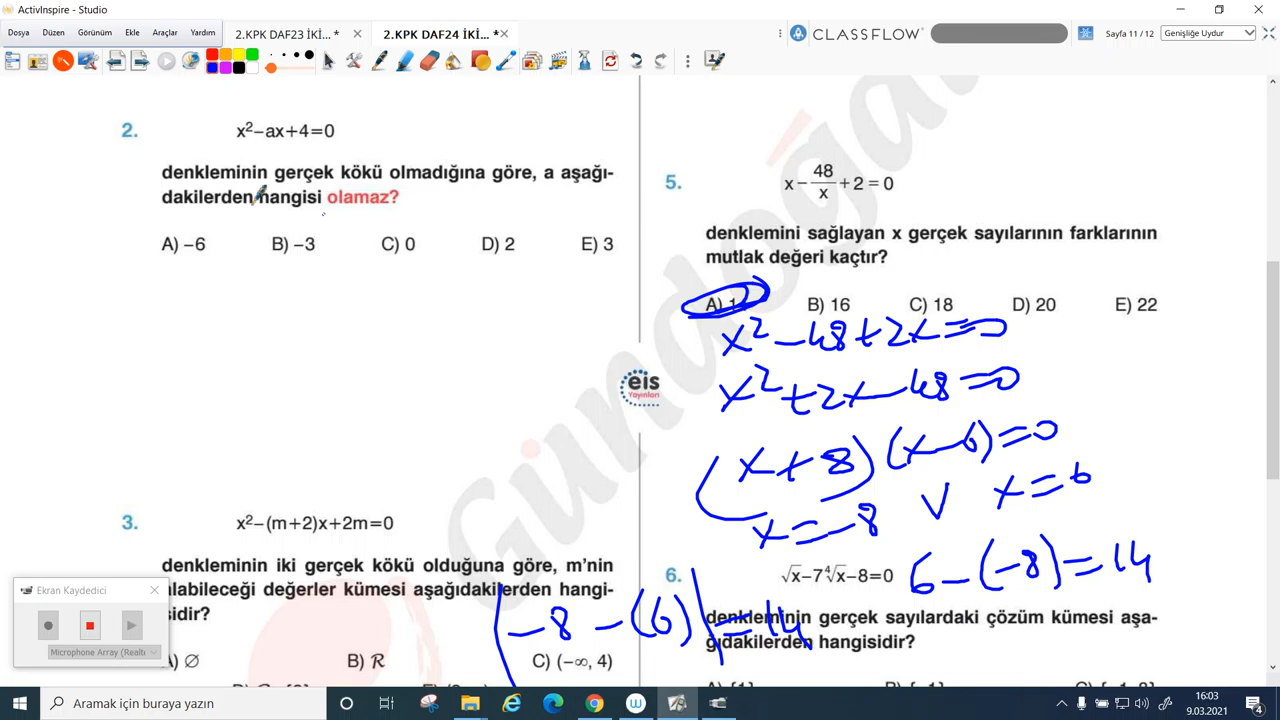 ActivInspire - Studio
Dosya Düzen Görünüm Ekle Araçlar Yardım
2.KPK DAF23 İKİ... * 2.KPK DAF24 İKİ... *
CLASSFLOW
Sayfa 11 / 12
Genişliğe Uydur
2. x²−ax+4=0
denkleminin gerçek kökü olmadığına göre, a aşağı-
dakilerden hangisi olamaz?
A) −6 B) −3 C) 0 D) 2 E) 3
3. x²−(m+2)x+2m=0
denkleminin iki gerçek kökü olduğuna göre, m'nin
alabileceği değerler kümesi aşağıdakilerden hangi-
sidir?
A) ∅ B) R C) (−∞, 4)
|−8−(6)|=14
eis
Yayınları
Gündoğa
5. x − 48/x + 2 = 0
denklemini sağlayan x gerçek sayılarının farklarının
mutlak değeri kaçtır?
A) 1 B) 16 C) 18 D) 20 E) 22
x²−48+2x=0
x²+2x−48=0
(x+8)(x−6)=0
x=−8 V x=6
6−(−8)=14
6. √x−7∜x−8=0
denkleminin gerçek sayılardaki çözüm kümesi aşa-
ğıdakilerden hangisidir?
Ekran Kaydedici
Microphone Array (Realt
Aramak için buraya yazın
16:03
9.03.2021
4